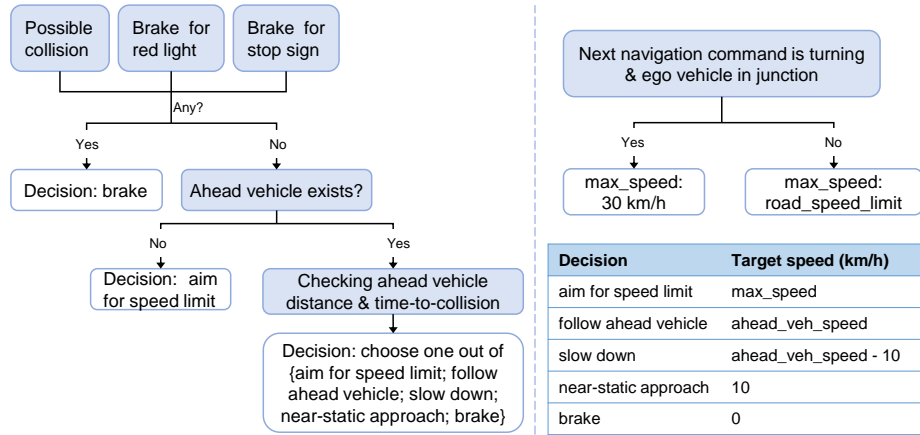 Possible
collision
Brake for
red light
Brake for
stop sign
Any?
Yes
No
Decision: brake
Ahead vehicle exists?
No
Yes
Decision: aim
for speed limit
Checking ahead vehicle
distance & time-to-collision
Decision: choose one out of
{aim for speed limit; follow
ahead vehicle; slow down;
near-static approach; brake}
Next navigation command is turning
& ego vehicle in junction
Yes
No
max_speed:
30 km/h
max_speed:
road_speed_limit
Decision Target speed (km/h)
aim for speed limit max_speed
follow ahead vehicle ahead_veh_speed
slow down ahead_veh_speed - 10
near-static approach 10
brake 0